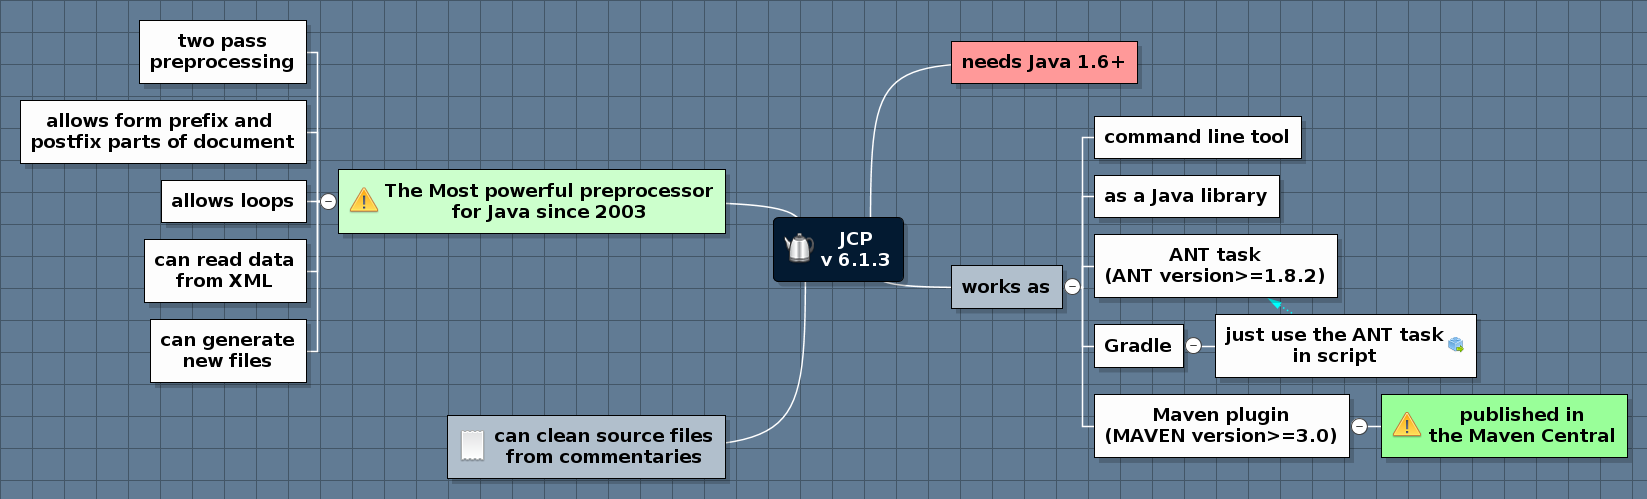 two pass
preprocessing
allows form prefix and
postfix parts of document
allows loops
can read data
from XML
can generate
new files
The Most powerful preprocessor
for Java since 2003
can clean source files
from commentaries
JCP
v 6.1.3
needs Java 1.6+
works as
command line tool
as a Java library
ANT task
(ANT version>=1.8.2)
Gradle
just use the ANT task
in script
Maven plugin
(MAVEN version>=3.0)
published in
the Maven Central